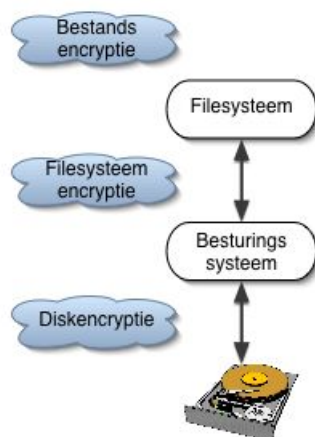 Bestands
encryptie
Filesysteem
Filesysteem
encryptie
Besturings
systeem
Diskencryptie